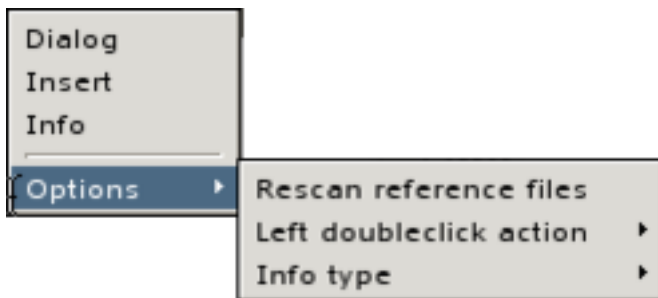 Dialog
Insert
Info
Options
Rescan reference files
Left doubleclick action
Info type